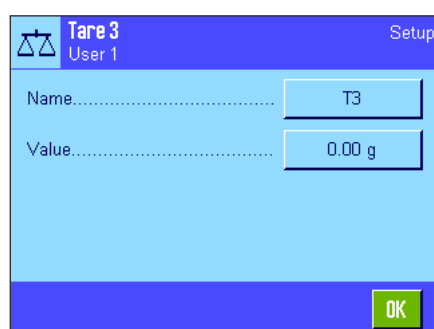 Tare 3 Setup
User 1
Name.................................... T3
Value.................................... 0.00 g
OK